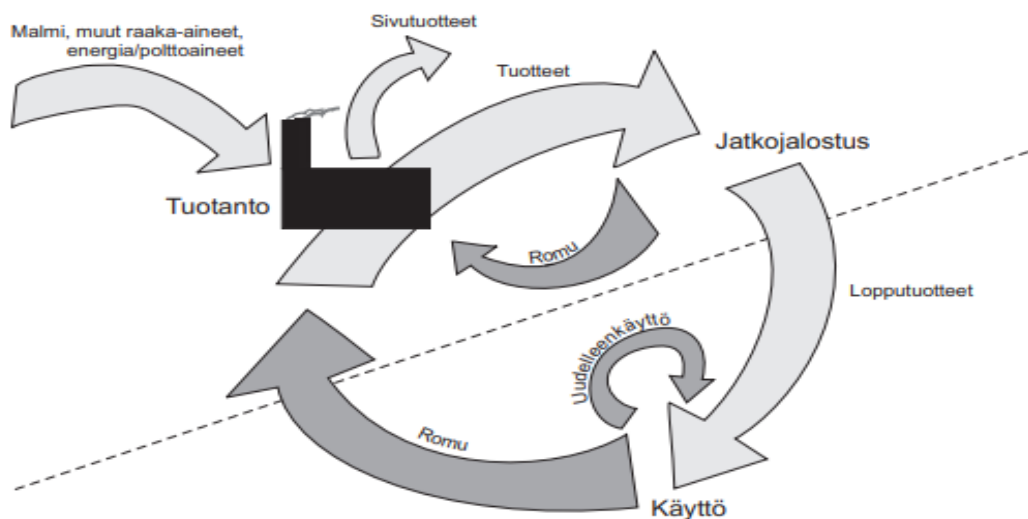 Malmi, muut raaka-aineet,
energia/polttoaineet
Sivutuotteet
Tuotteet
Jatkojalostus
Tuotanto
Romu
Lopputuotteet
Uudelleenkäyttö
Romu
Käyttö